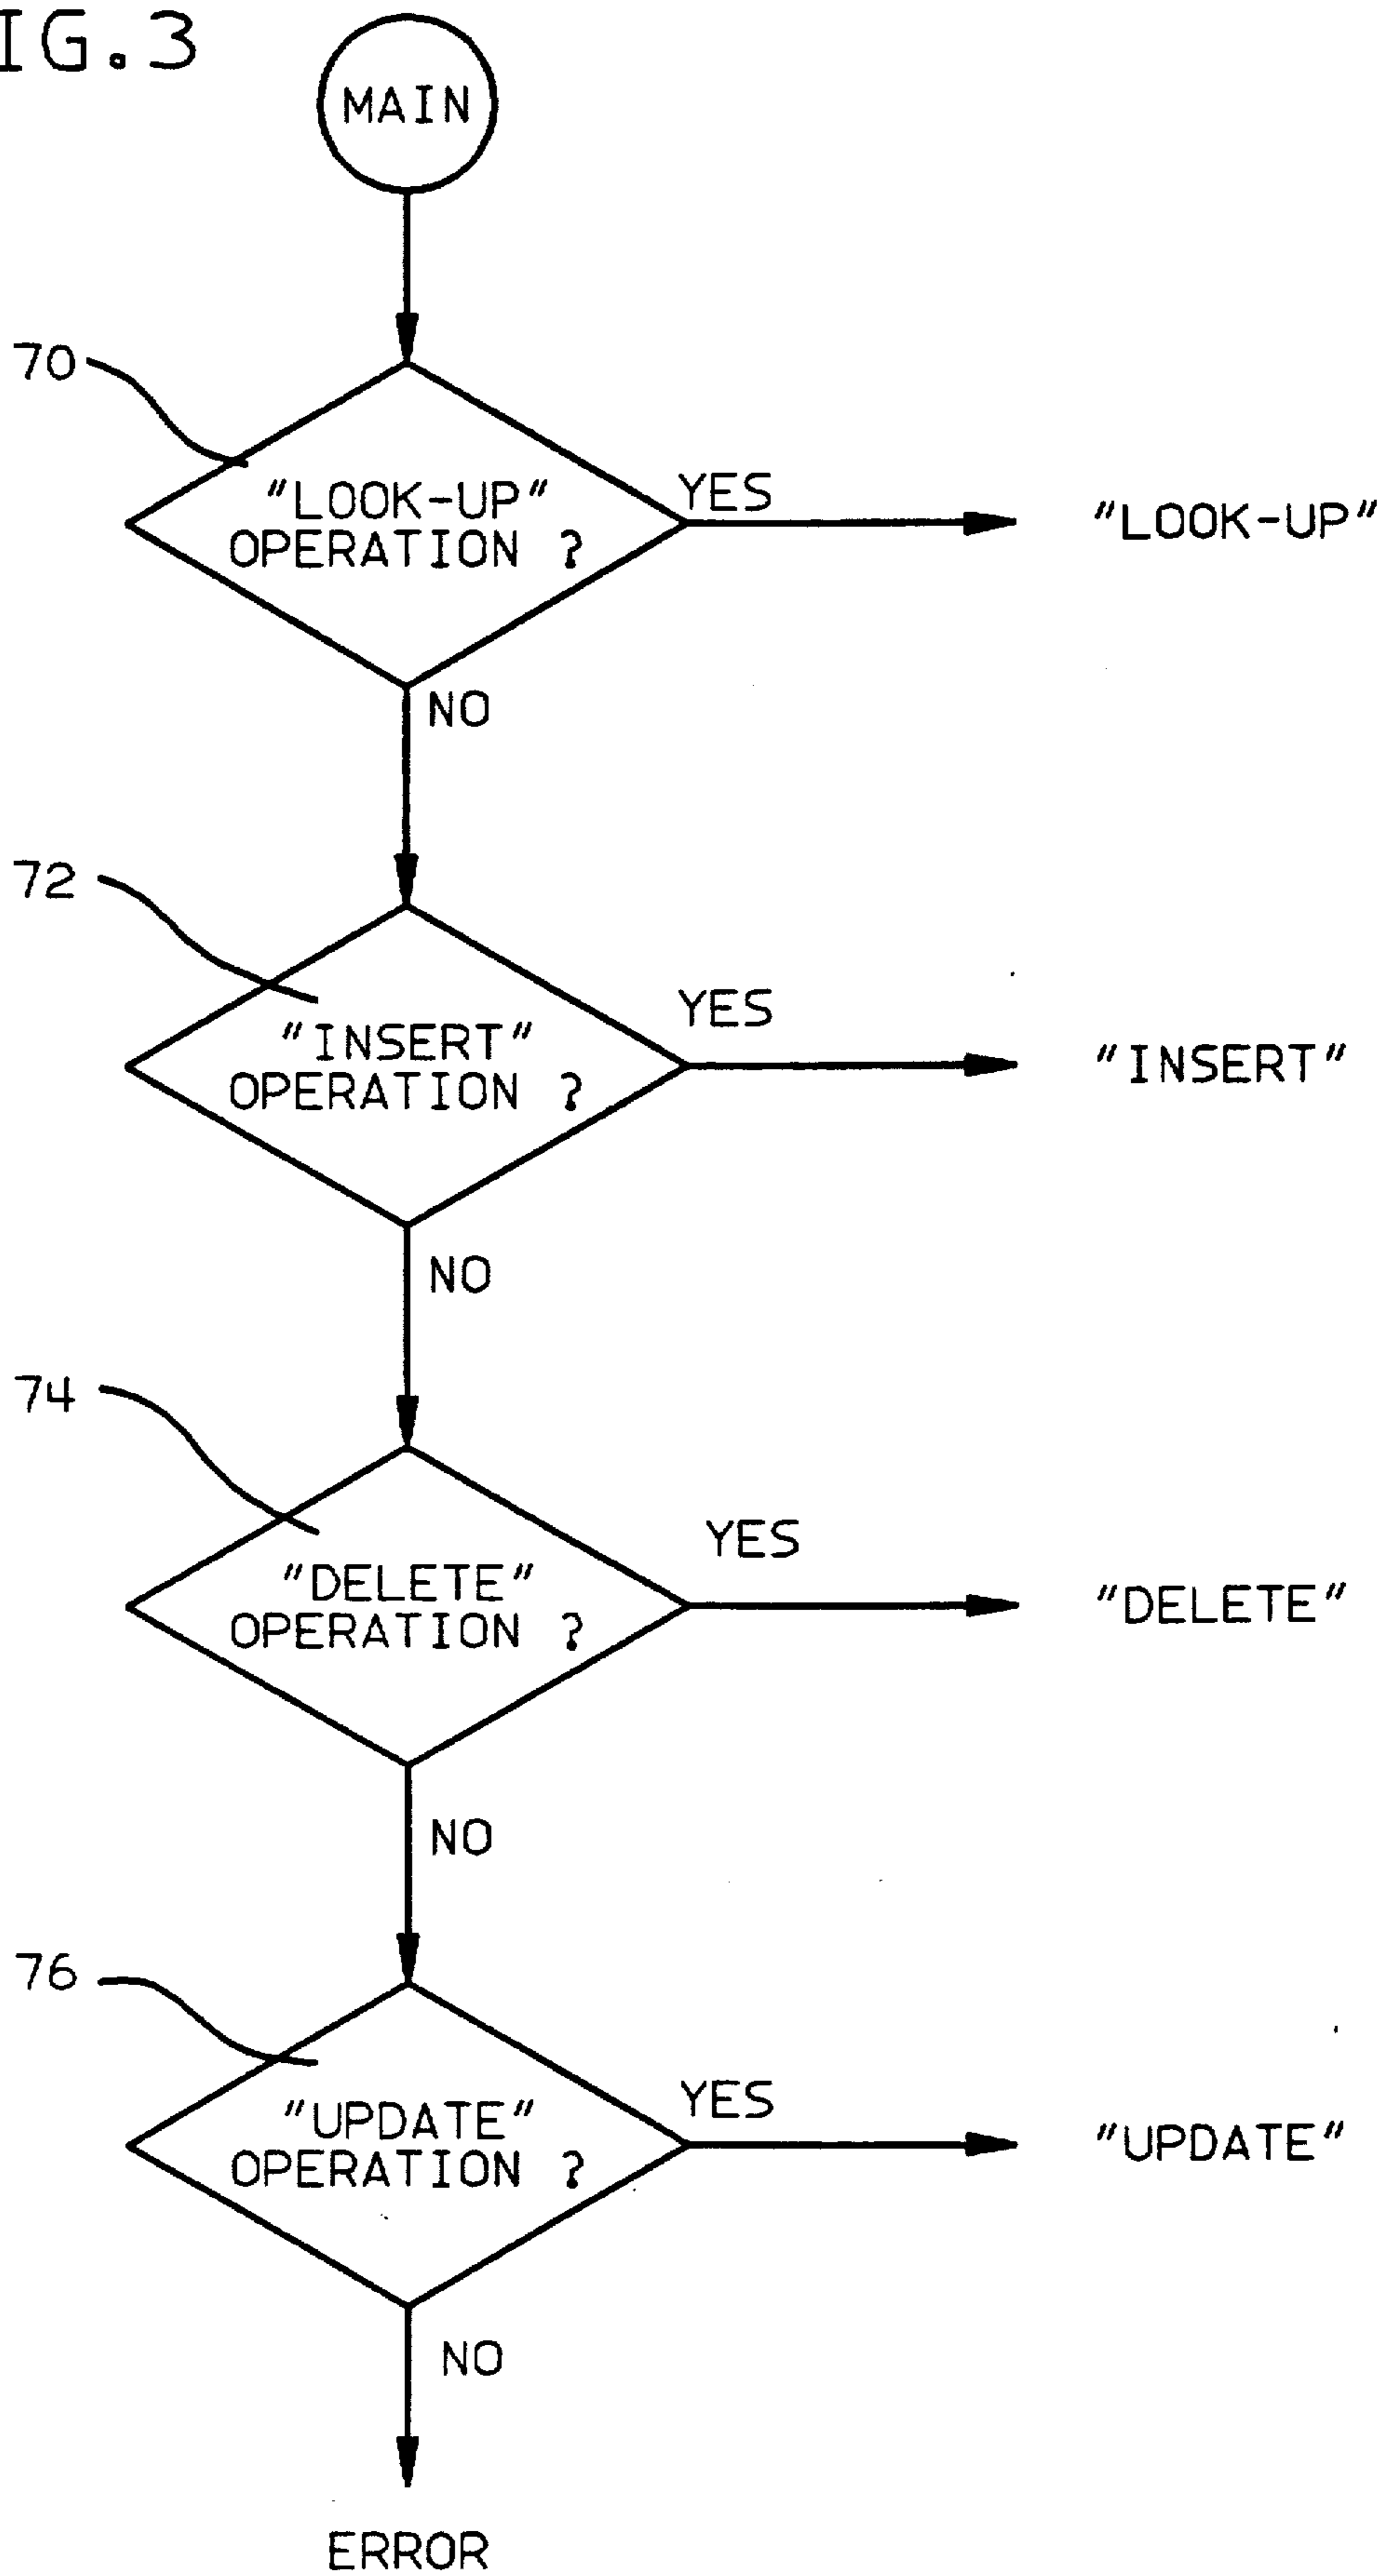 IG.3
MAIN
70
"LOOK-UP"
OPERATION ?
YES
"LOOK-UP"
NO
72
"INSERT"
OPERATION ?
YES
"INSERT"
NO
74
"DELETE"
OPERATION ?
YES
"DELETE"
NO
76
"UPDATE"
OPERATION ?
YES
"UPDATE"
NO
ERROR